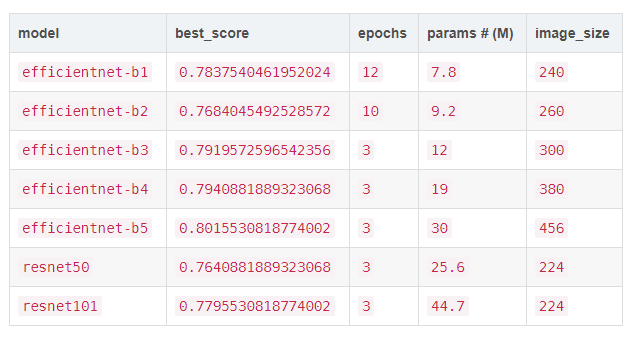 model best_score epochs params # (M) image_size
efficientnet-b1 0.7837540461952024 12 7.8 240
efficientnet-b2 0.7684045492528572 10 9.2 260
efficientnet-b3 0.7919572596542356 3 12 300
efficientnet-b4 0.7940881889323068 3 19 380
efficientnet-b5 0.8015530818774002 3 30 456
resnet50 0.7640881889323068 3 25.6 224
resnet101 0.7795530818774002 3 44.7 224